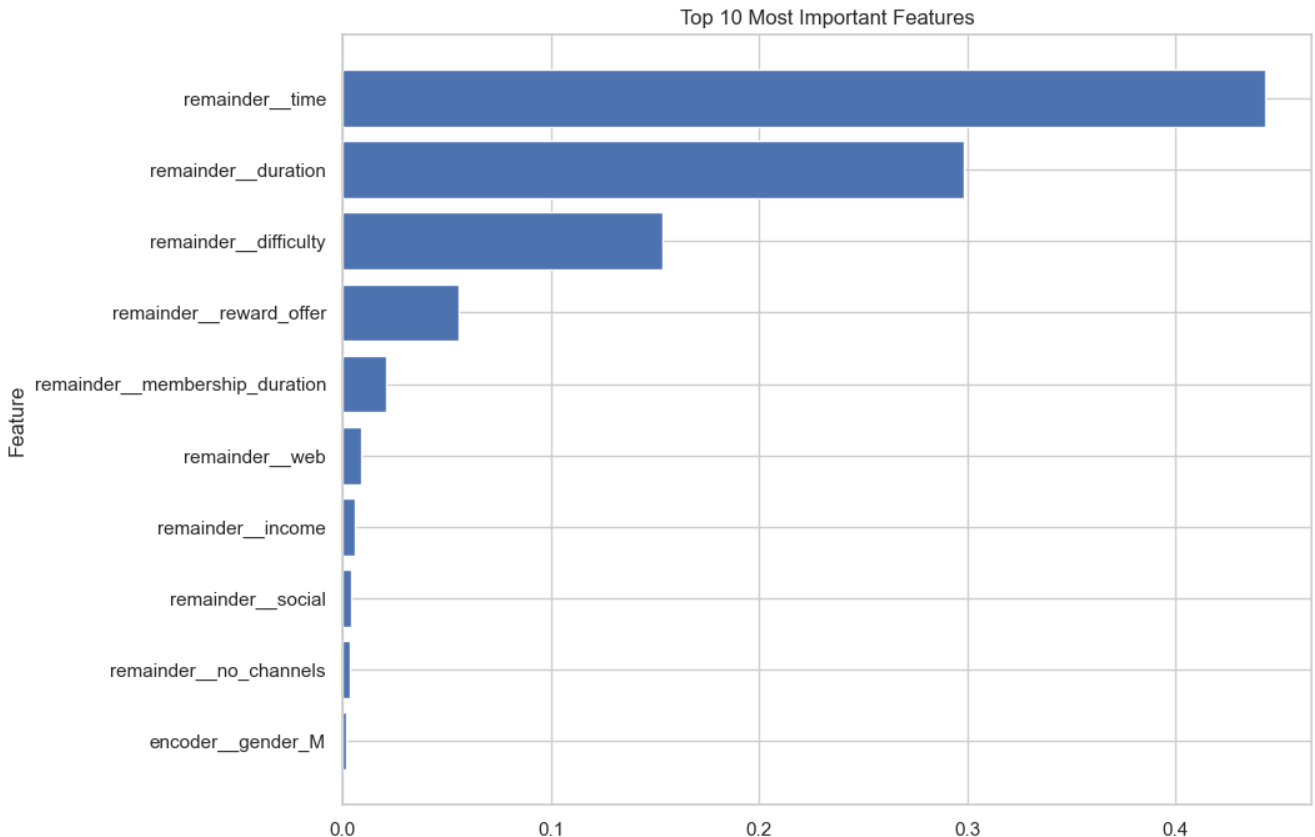 Top 10 Most Important Features
remainder__time
remainder__duration
remainder__difficulty
remainder__reward_offer
remainder__membership_duration
remainder__web
remainder__income
remainder__social
remainder__no_channels
encoder__gender_M
Feature
0.0 0.1 0.2 0.3 0.4